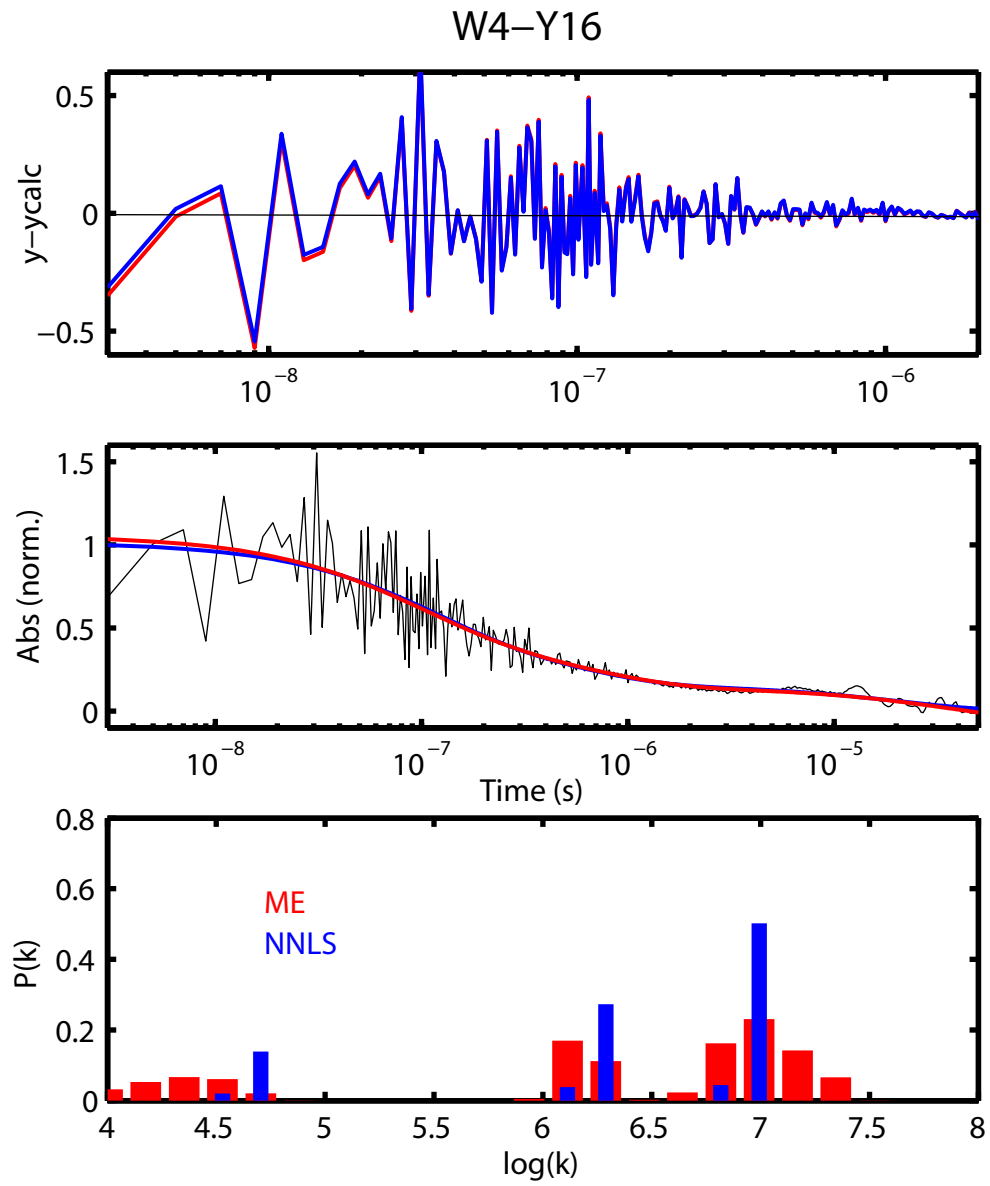 W4–Y16
y–ycalc
0.5
0
−0.5
10⁻⁸ 10⁻⁷ 10⁻⁶
Abs (norm.)
1.5
1
0.5
0
10⁻⁸ 10⁻⁷ 10⁻⁶ 10⁻⁵
Time (s)
P(k)
0.8
0.6
0.4
0.2
0
ME
NNLS
4 4.5 5 5.5 6 6.5 7 7.5 8
log(k)